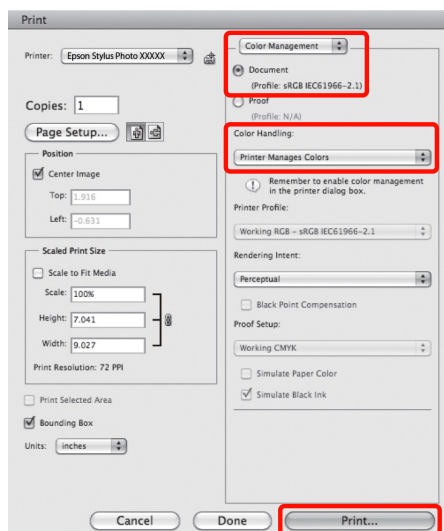 Print
Printer: Epson Stylus Photo XXXXX
Copies: 1
Page Setup...
Position
Center Image
Top: 1.916
Left: -0.631
Scaled Print Size
Scale to Fit Media
Scale: 100%
Height: 7.041
Width: 9.027
Print Resolution: 72 PPI
Print Selected Area
Bounding Box
Units: inches
Color Management
Document
(Profile: sRGB IEC61966-2.1)
Proof
(Profile: N/A)
Color Handling:
Printer Manages Colors
Remember to enable color management
in the printer dialog box.
Printer Profile:
Working RGB - sRGB IEC61966-2.1
Rendering Intent:
Perceptual
Black Point Compensation
Proof Setup:
Working CMYK
Simulate Paper Color
Simulate Black Ink
Cancel
Done
Print...